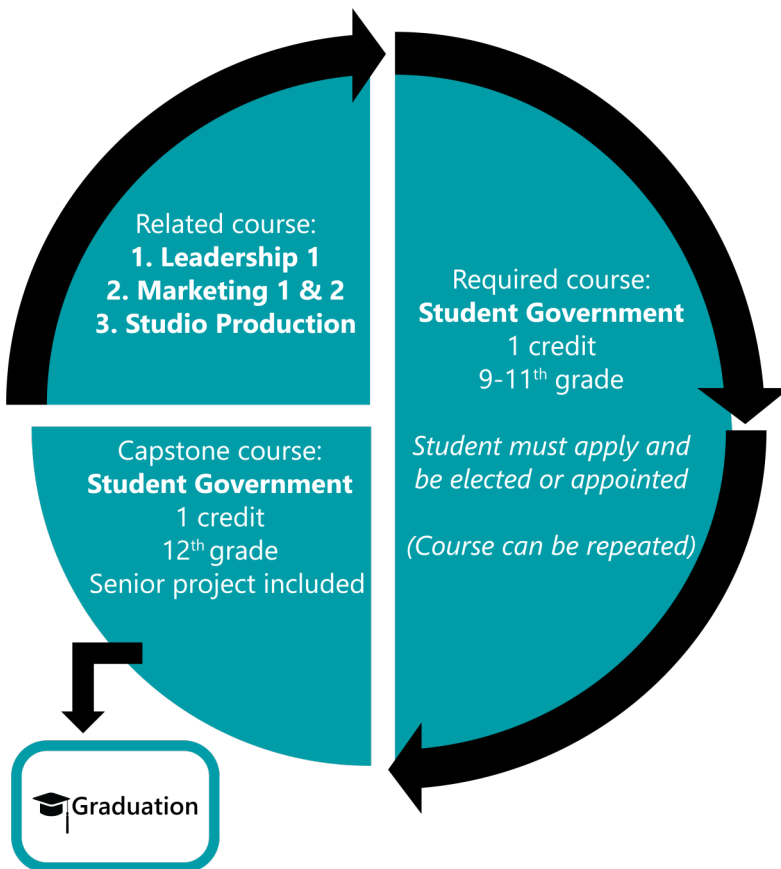 Related course:
1. Leadership 1
2. Marketing 1 & 2
3. Studio Production
Required course:
Student Government
1 credit
9-11th grade
Student must apply and
be elected or appointed
(Course can be repeated)
Capstone course:
Student Government
1 credit
12th grade
Senior project included
Graduation